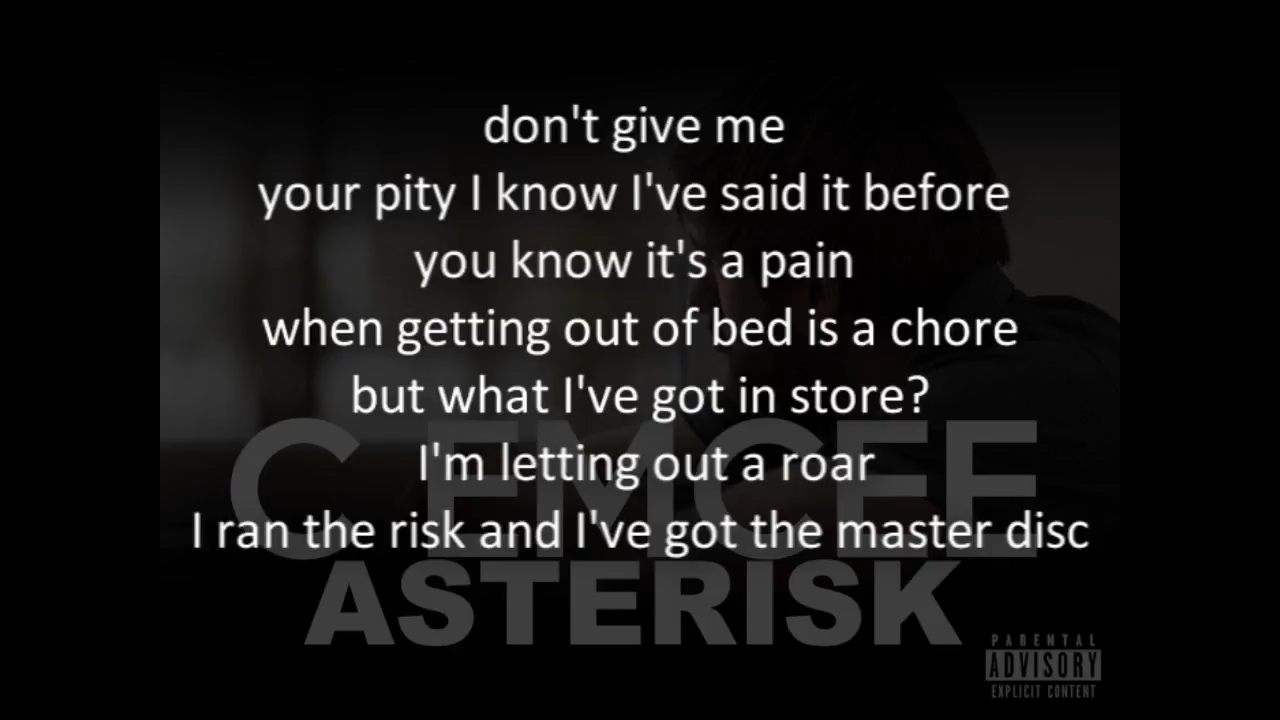 don't give me
your pity I know I've said it before
you know it's a pain
when getting out of bed is a chore
but what I've got in store?
I'm letting out a roar
I ran the risk and I've got the master disc
C EMCEE
ASTERISK
PARENTAL
ADVISORY
EXPLICIT CONTENT